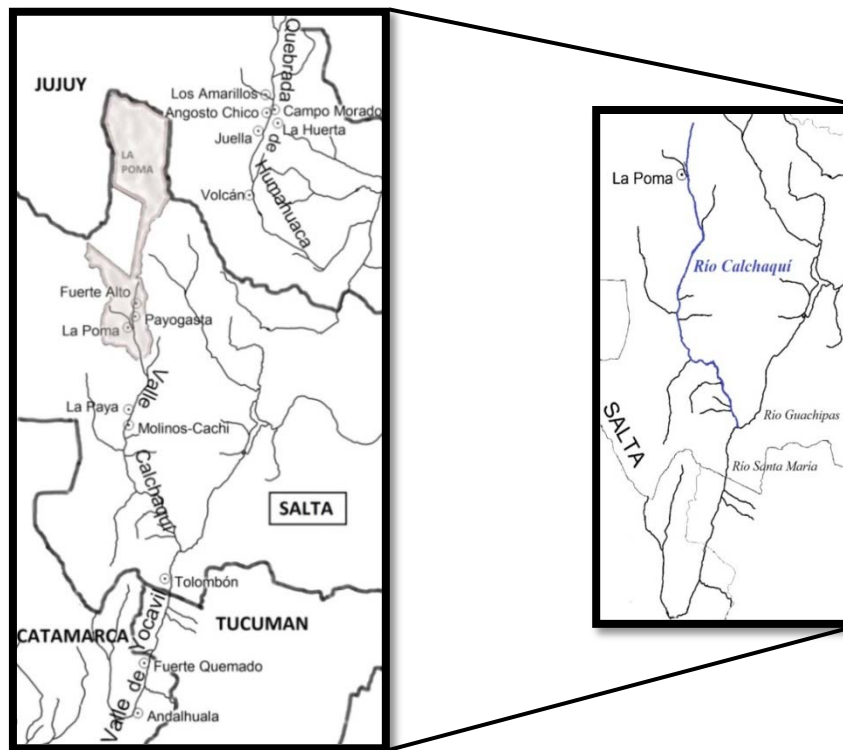 JUJUY
Quebrada de Humahuaca
Los Amarillos
Angosto Chico
Campo Morado
La Huerta
Juella
LA
POMA
Volcán
Fuerte Alto
Payogasta
La Poma
Valle Calchaquí
La Paya
Molinos-Cachi
SALTA
Tolombón
CATAMARCA
TUCUMAN
Valle de Yocavil
Fuerte Quemado
Andalhuala
La Poma
Río Calchaquí
SALTA
Río Guachipas
Río Santa María